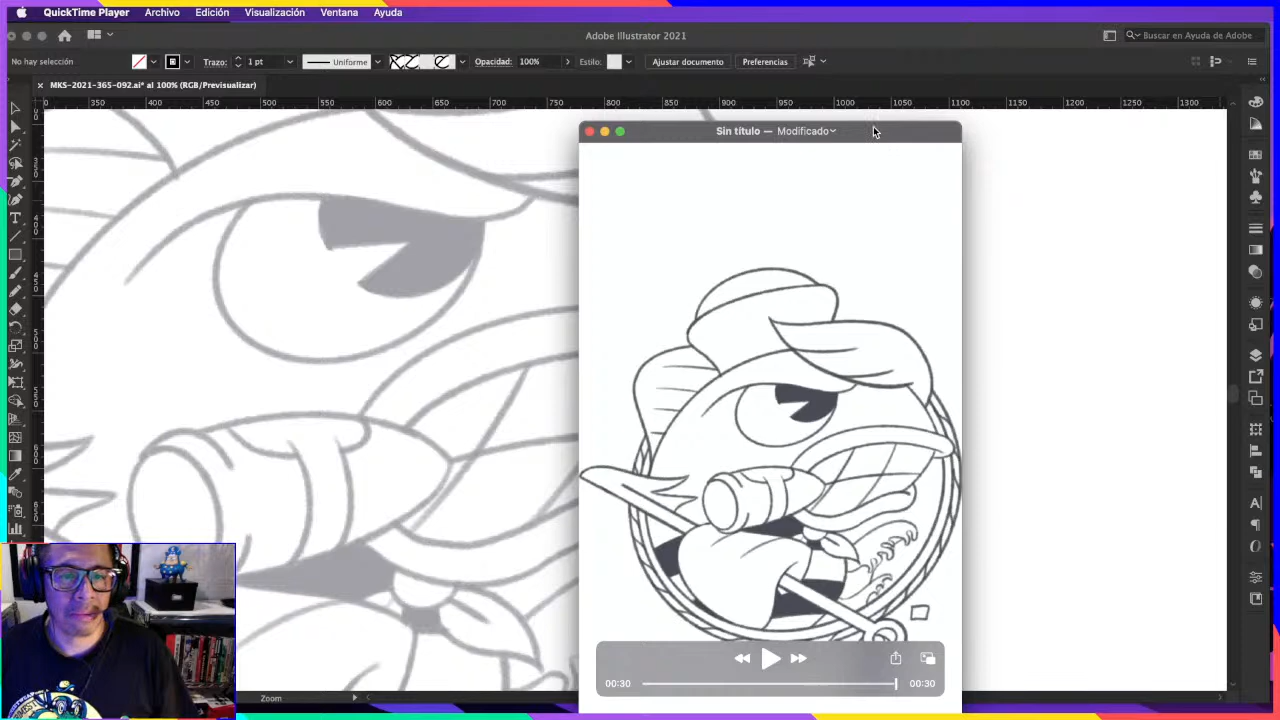 QuickTime Player Archivo Edición Visualización Ventana Ayuda
Adobe Illustrator 2021
Buscar en Ayuda de Adobe
No hay selección Trazo: 1 pt Uniforme Opacidad: 100% Estilo: Ajustar documento Preferencias
× MKS-2021-365-092.ai* al 100% (RGB/Previsualizar)
350 400 450 500 550 600 650 700 750 800 850 900 950 1000 1050 1100 1150 1200 1250 1300
Sin título — Modificado
00:30 00:30
Zoom